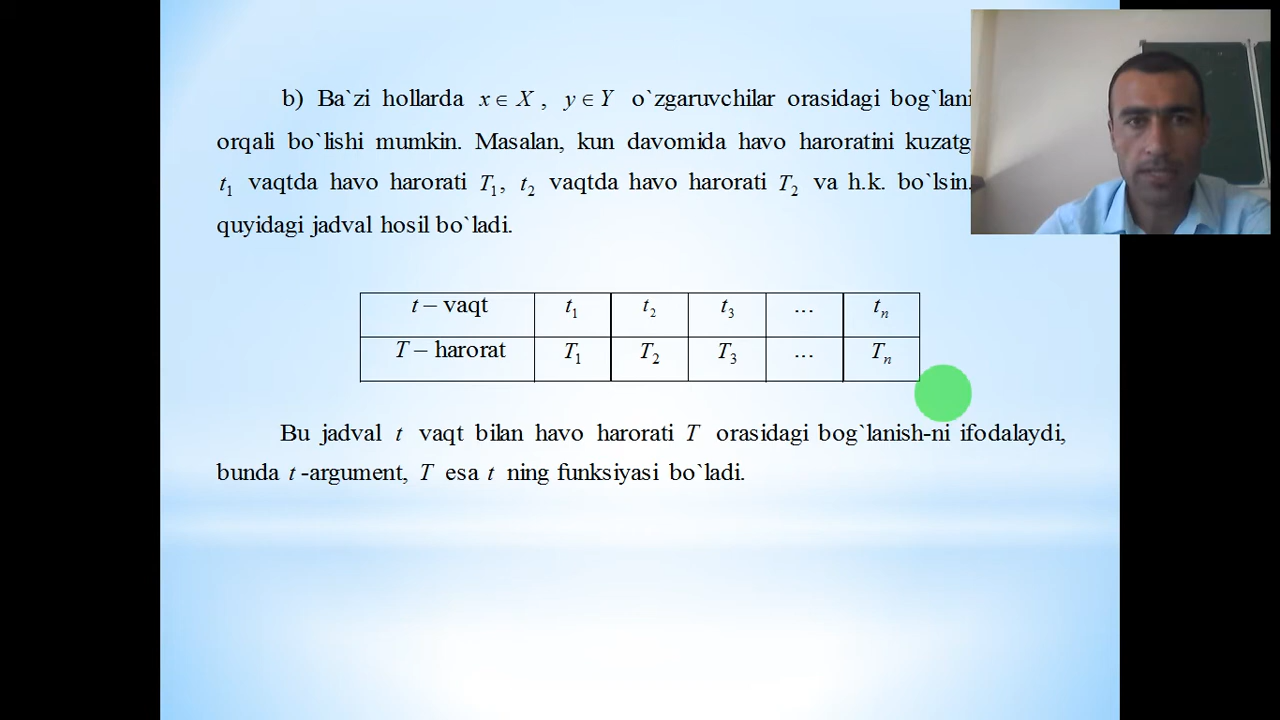 b) Ba`zi hollarda x ∈ X , y ∈ Y o`zgaruvchilar orasidagi
orqali bo`lishi mumkin. Masalan, kun davomida havo haroratini
t₁ vaqtda havo harorati T₁, t₂ vaqtda havo harorati T₂ va h.k. bo`lsin.
quyidagi jadval hosil bo`ladi.
t – vaqt t₁ t₂ t₃ ... tₙ
T – harorat T₁ T₂ T₃ ... Tₙ
Bu jadval t vaqt bilan havo harorati T orasidagi bog`lanish-ni ifodalaydi,
bunda t -argument, T esa t ning funksiyasi bo`ladi.